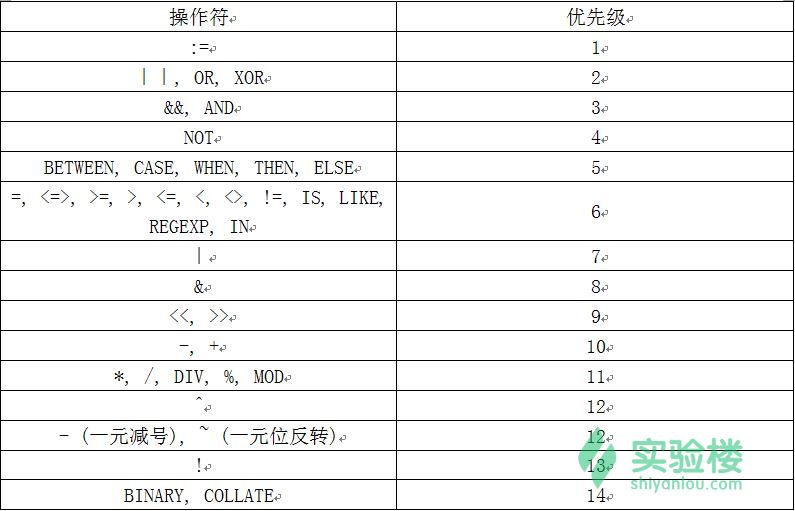 操作符 优先级
:= 1
||, OR, XOR 2
&&, AND 3
NOT 4
BETWEEN, CASE, WHEN, THEN, ELSE 5
=, <=>, >=, >, <=, <, <>, !=, IS, LIKE,
REGEXP, IN 6
| 7
& 8
<<, >> 9
-, + 10
*, /, DIV, %, MOD 11
^ 12
- (一元减号), ~ (一元位反转) 12
! 13
BINARY, COLLATE 14
实验楼
shiyanlou.com